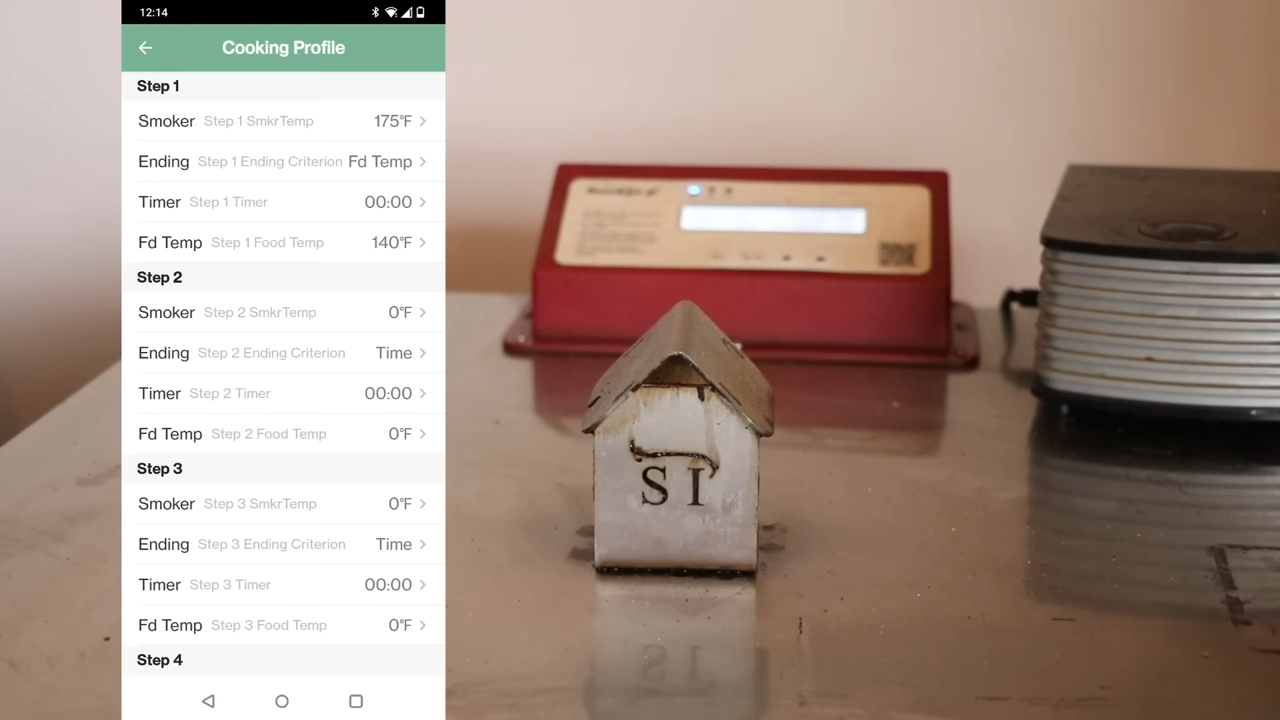 12:14
Cooking Profile
Step 1
Smoker Step 1 SmkrTemp 175°F
Ending Step 1 Ending Criterion Fd Temp
Timer Step 1 Timer 00:00
Fd Temp Step 1 Food Temp 140°F
Step 2
Smoker Step 2 SmkrTemp 0°F
Ending Step 2 Ending Criterion Time
Timer Step 2 Timer 00:00
Fd Temp Step 2 Food Temp 0°F
Step 3
Smoker Step 3 SmkrTemp 0°F
Ending Step 3 Ending Criterion Time
Timer Step 3 Timer 00:00
Fd Temp Step 3 Food Temp 0°F
Step 4
S I